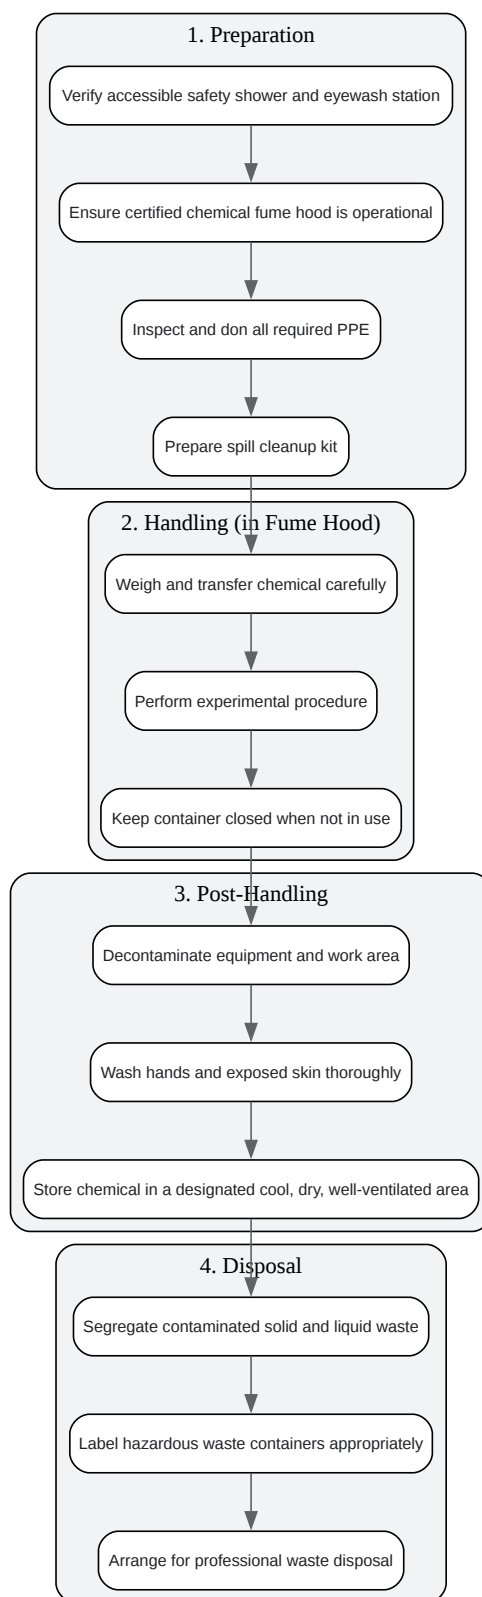 1. Preparation
Verify accessible safety shower and eyewash station
Ensure certified chemical fume hood is operational
Inspect and don all required PPE
Prepare spill cleanup kit
2. Handling (in Fume Hood)
Weigh and transfer chemical carefully
Perform experimental procedure
Keep container closed when not in use
3. Post-Handling
Decontaminate equipment and work area
Wash hands and exposed skin thoroughly
Store chemical in a designated cool, dry, well-ventilated area
4. Disposal
Segregate contaminated solid and liquid waste
Label hazardous waste containers appropriately
Arrange for professional waste disposal